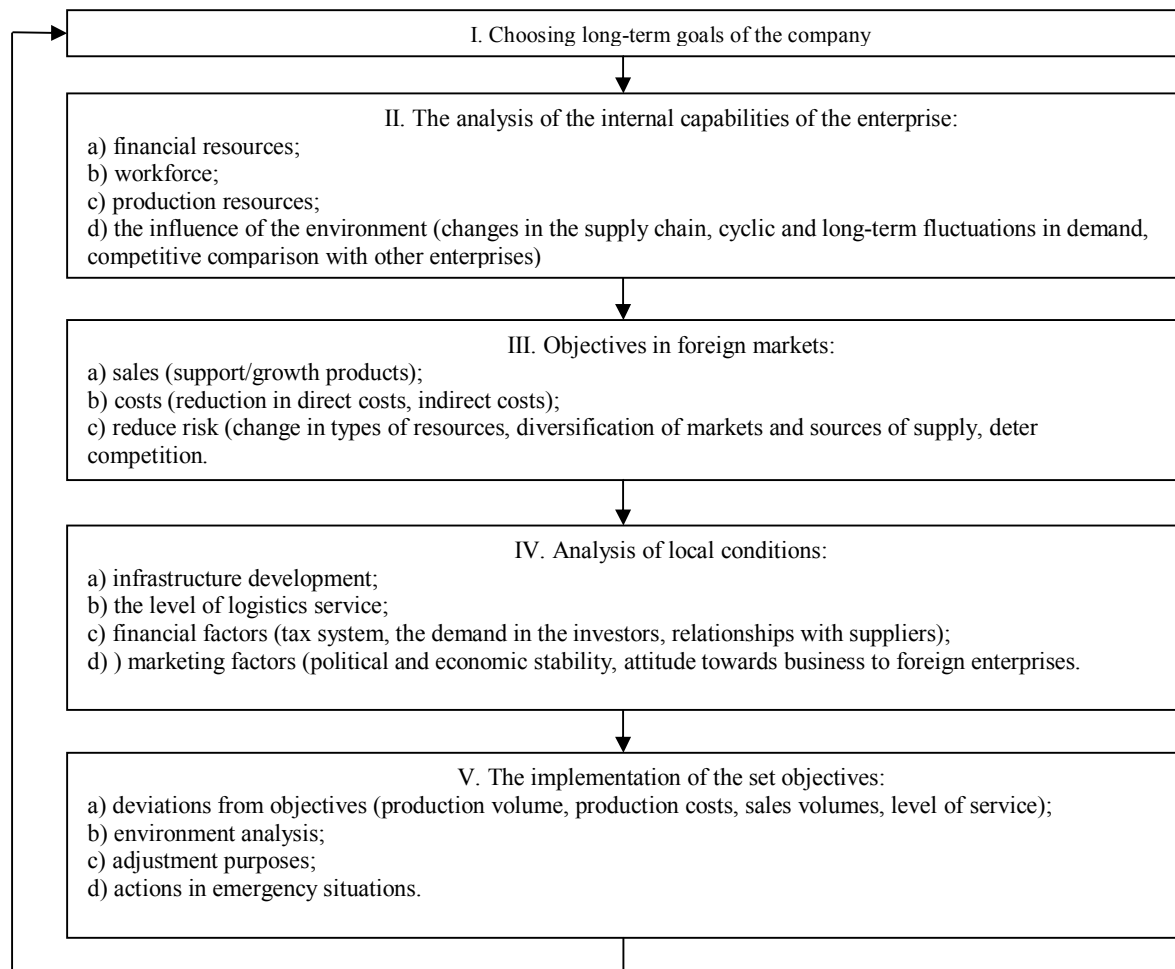 I. Choosing long-term goals of the company
II. The analysis of the internal capabilities of the enterprise:
a) financial resources;
b) workforce;
c) production resources;
d) the influence of the environment (changes in the supply chain, cyclic and long-term fluctuations in demand,
competitive comparison with other enterprises)
III. Objectives in foreign markets:
a) sales (support/growth products);
b) costs (reduction in direct costs, indirect costs);
c) reduce risk (change in types of resources, diversification of markets and sources of supply, deter
competition.
IV. Analysis of local conditions:
a) infrastructure development;
b) the level of logistics service;
c) financial factors (tax system, the demand in the investors, relationships with suppliers);
d) ) marketing factors (political and economic stability, attitude towards business to foreign enterprises.
V. The implementation of the set objectives:
a) deviations from objectives (production volume, production costs, sales volumes, level of service);
b) environment analysis;
c) adjustment purposes;
d) actions in emergency situations.